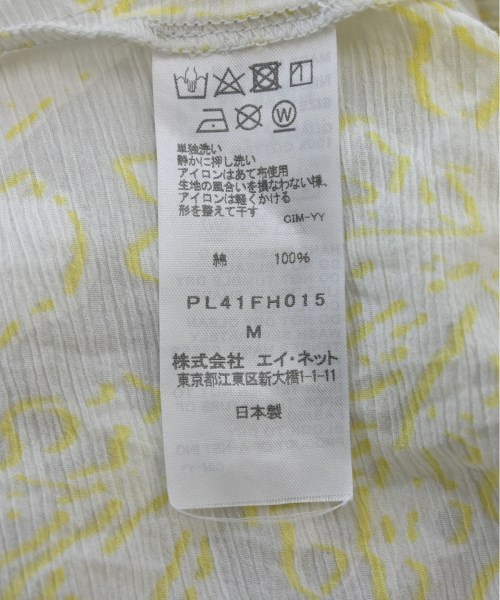 単独洗い
静かに押し洗い
アイロンはあて布使用
生地の風合いを損なわない様、
アイロンは軽くかける
形を整えて干す
CIM-YY
綿 100%
PL41FH015
M
株式会社 エイ・ネット
東京都江東区新大橋1-1-11
日本製